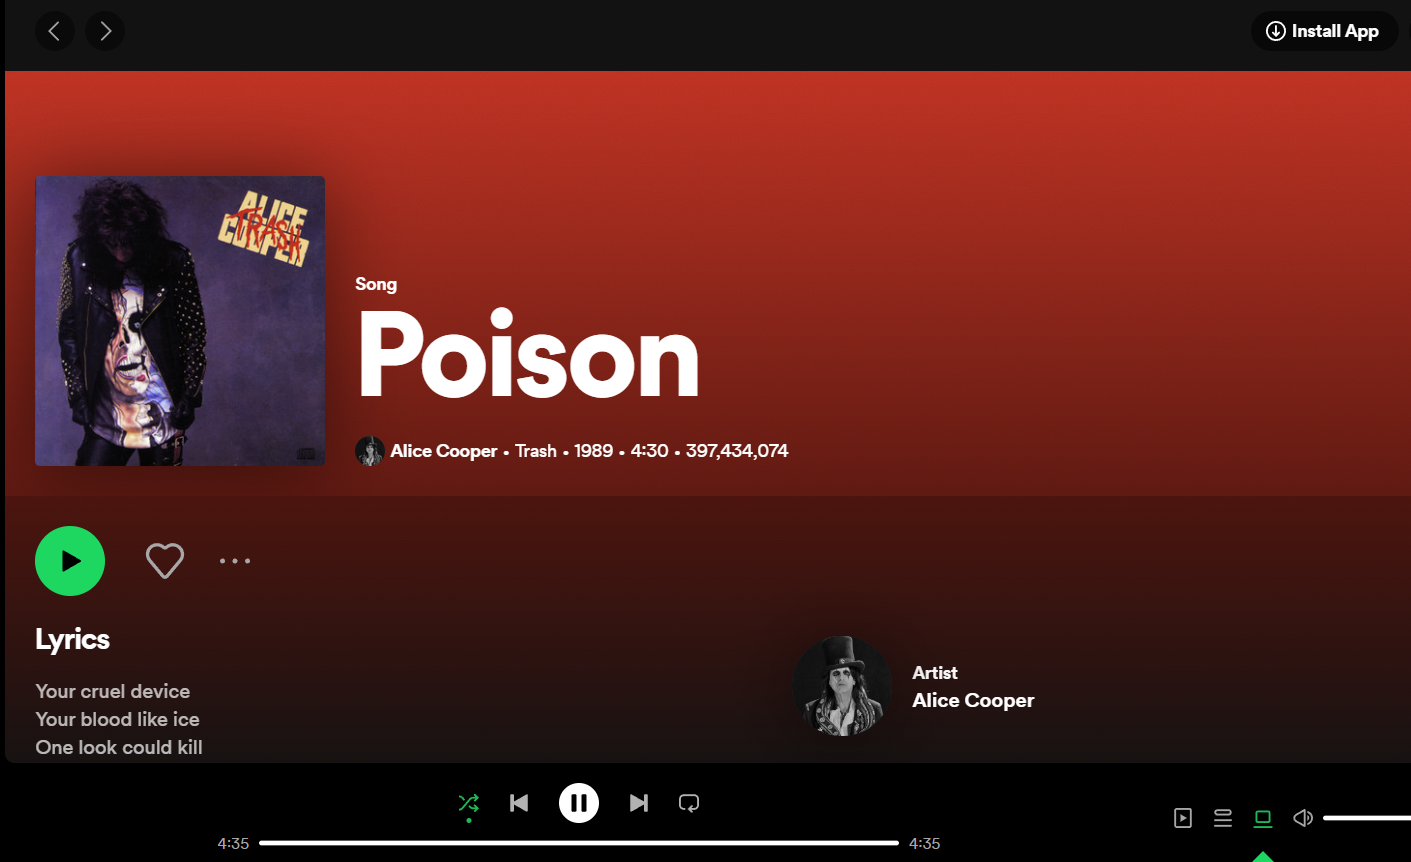 Install App
ALICE
TRASH
COOPER
Song
Poison
Alice Cooper • Trash • 1989 • 4:30 • 397,434,074
Lyrics
Your cruel device
Your blood like ice
One look could kill
Artist
Alice Cooper
4:35 4:35